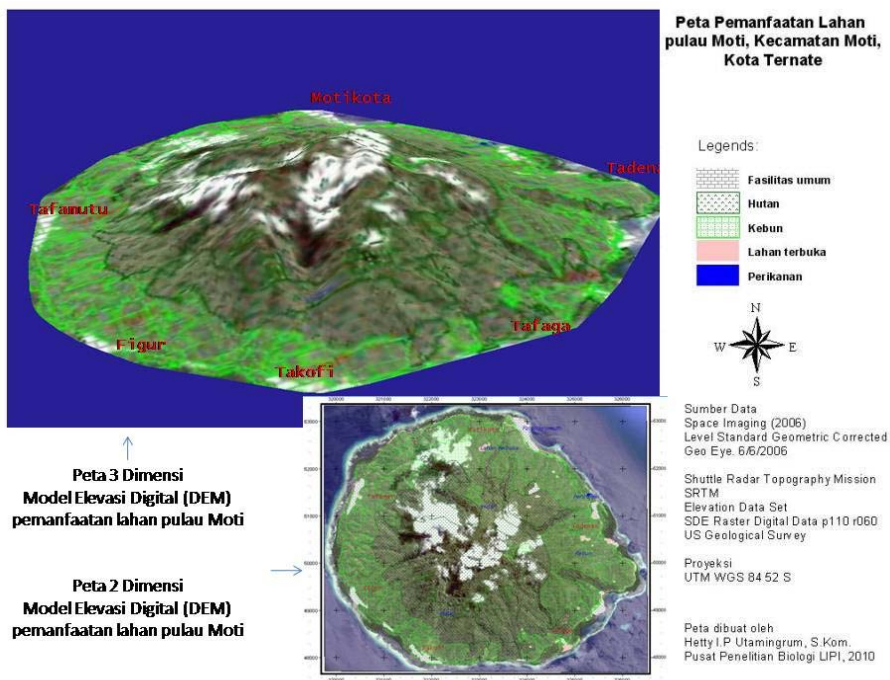 Peta Pemanfaatan Lahan
pulau Moti, Kecamatan Moti,
Kota Ternate
Motikota
Tadena
Tafamutu
Figur
Takofi
Tafaga
Legends:
Fasilitas umum
Hutan
Kebun
Lahan terbuka
Perikanan
N
W E
S
Peta 3 Dimensi
Model Elevasi Digital (DEM)
pemanfaatan lahan pulau Moti
Peta 2 Dimensi
Model Elevasi Digital (DEM)
pemanfaatan lahan pulau Moti
Sumber Data
Space Imaging (2006)
Level Standard Geometric Corrected
Geo Eye. 6/6/2006
Shuttle Radar Topography Mission
SRTM
Elevation Data Set
SDE Raster Digital Data p110 r060
US Geological Survey
Proyeksi
UTM WGS 84 52 S
Peta dibuat oleh
Hetty I.P Utamingrum, S.Kom.
Pusat Penelitian Biologi LIPI, 2010